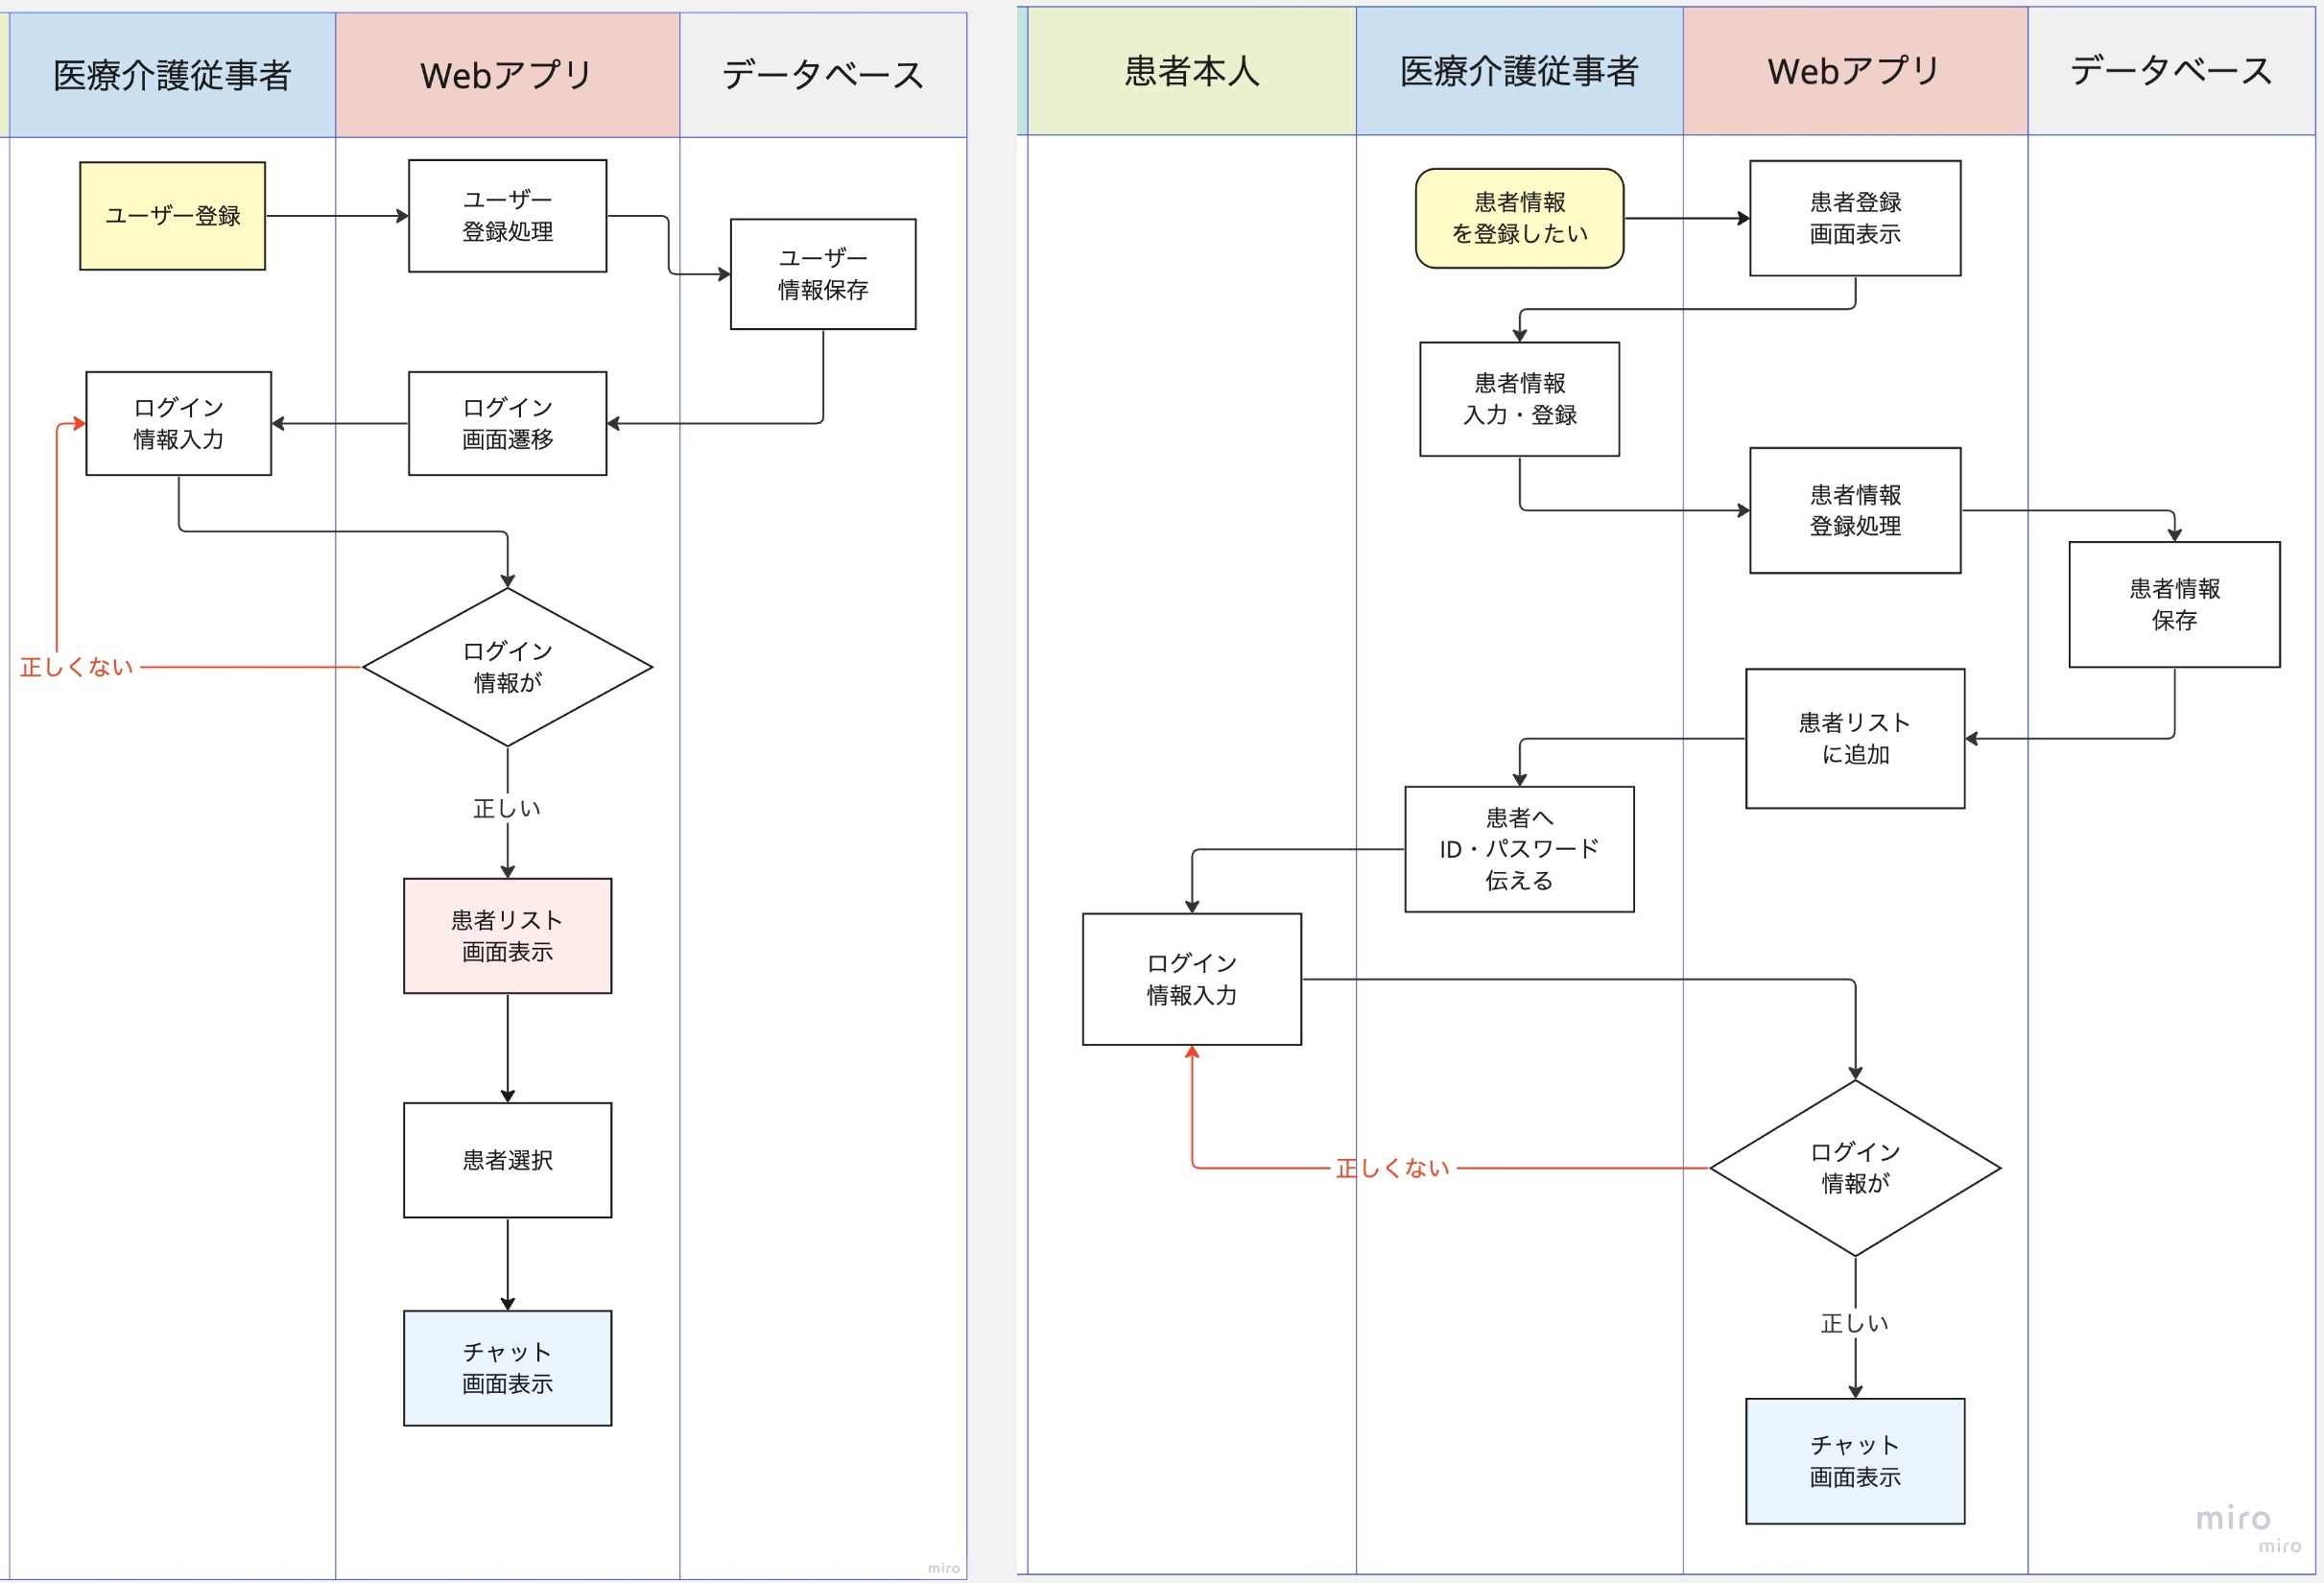 医療介護従事者
Webアプリ
データベース
ユーザー登録
ユーザー
登録処理
ユーザー
情報保存
ログイン
情報入力
ログイン
画面遷移
ログイン
情報が
正しくない
正しい
患者リスト
画面表示
患者選択
チャット
画面表示
miro
患者本人
医療介護従事者
Webアプリ
データベース
患者情報
を登録したい
患者登録
画面表示
患者情報
入力・登録
患者情報
登録処理
患者情報
保存
患者リスト
に追加
患者へ
ID・パスワード
伝える
ログイン
情報入力
ログイン
情報が
正しくない
正しい
チャット
画面表示
miro
miro